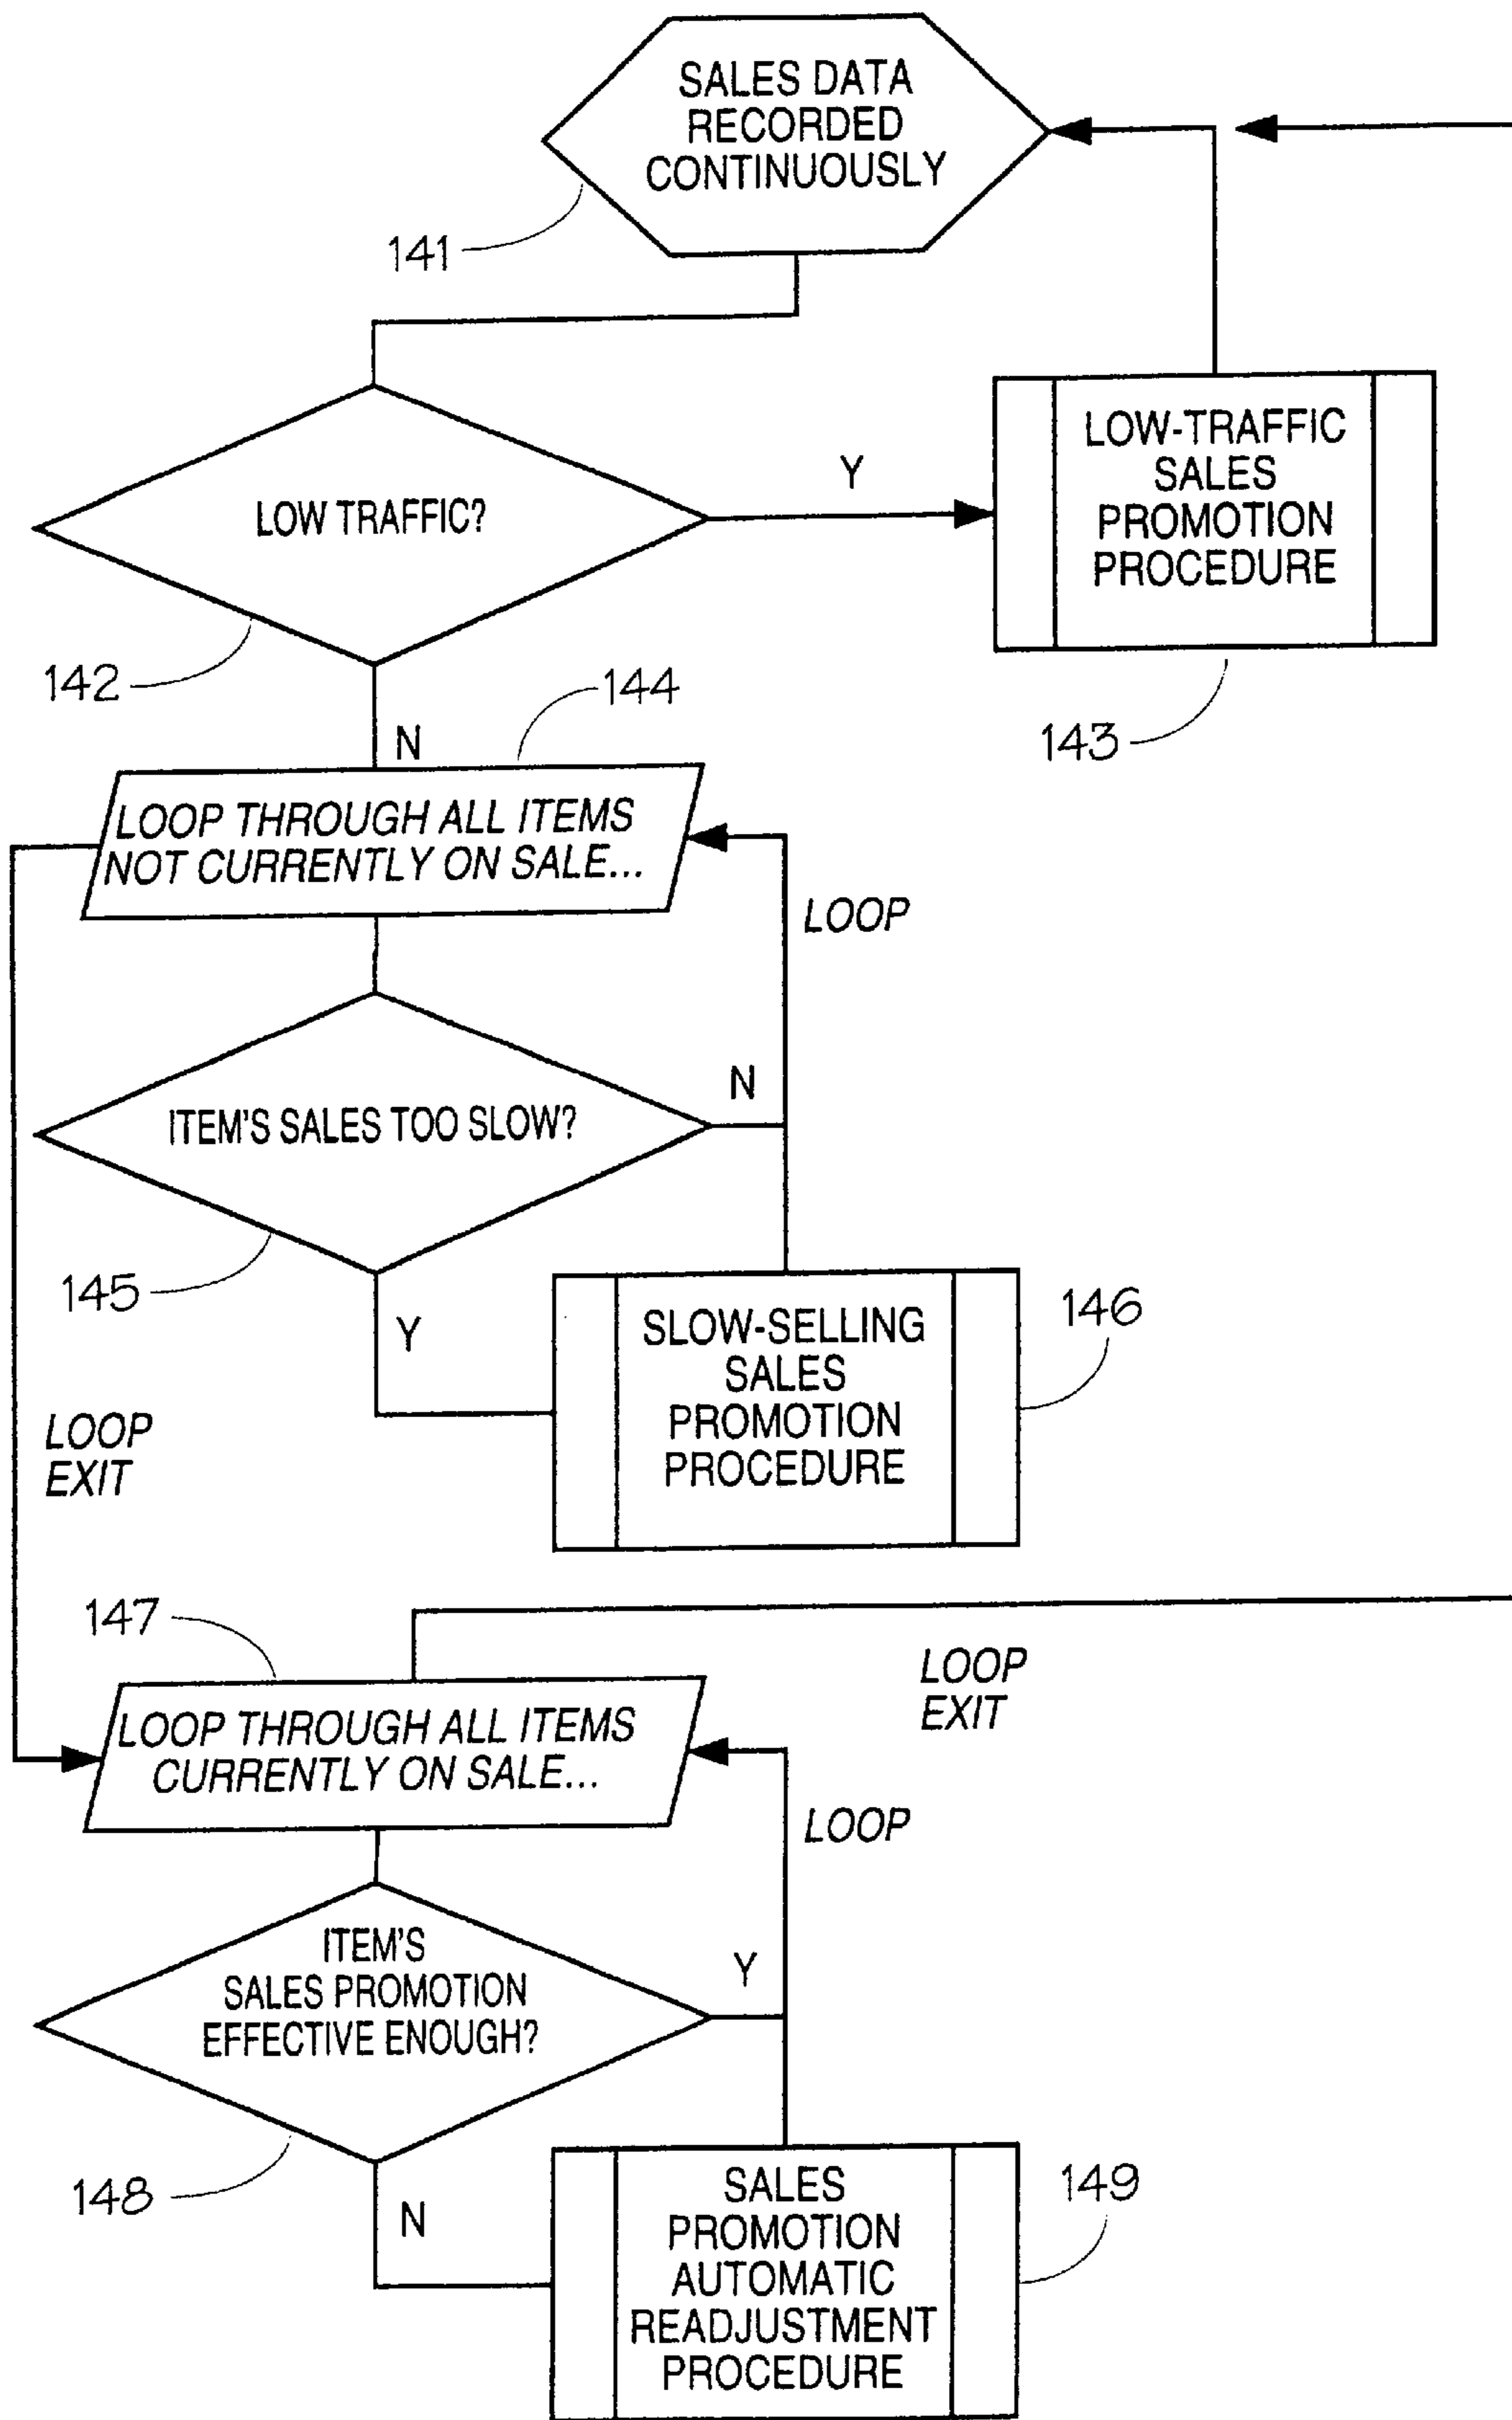 SALES DATA
RECORDED
CONTINUOUSLY
141
LOW TRAFFIC?
142
Y
LOW-TRAFFIC
SALES
PROMOTION
PROCEDURE
143
N
144
LOOP THROUGH ALL ITEMS
NOT CURRENTLY ON SALE...
LOOP
ITEM'S SALES TOO SLOW?
N
145
Y
SLOW-SELLING
SALES
PROMOTION
PROCEDURE
146
LOOP
EXIT
147
LOOP
EXIT
LOOP THROUGH ALL ITEMS
CURRENTLY ON SALE...
LOOP
ITEM'S
SALES PROMOTION
EFFECTIVE ENOUGH?
Y
148
N
SALES
PROMOTION
AUTOMATIC
READJUSTMENT
PROCEDURE
149